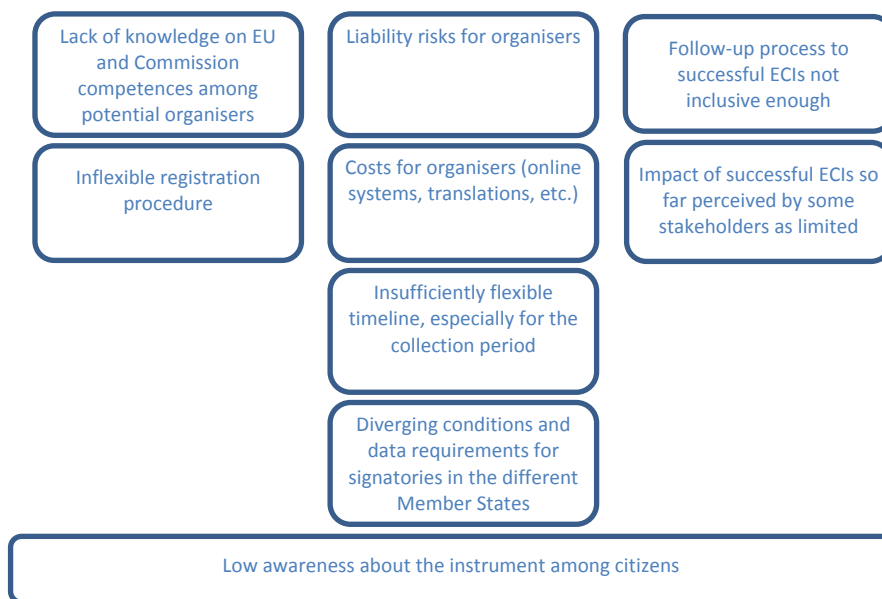 Lack of knowledge on EU
and Commission
competences among
potential organisers
Inflexible registration
procedure
Liability risks for organisers
Costs for organisers (online
systems, translations, etc.)
Insufficiently flexible
timeline, especially for the
collection period
Diverging conditions and
data requirements for
signatories in the different
Member States
Follow-up process to
successful ECIs not
inclusive enough
Impact of successful ECIs so
far perceived by some
stakeholders as limited
Low awareness about the instrument among citizens